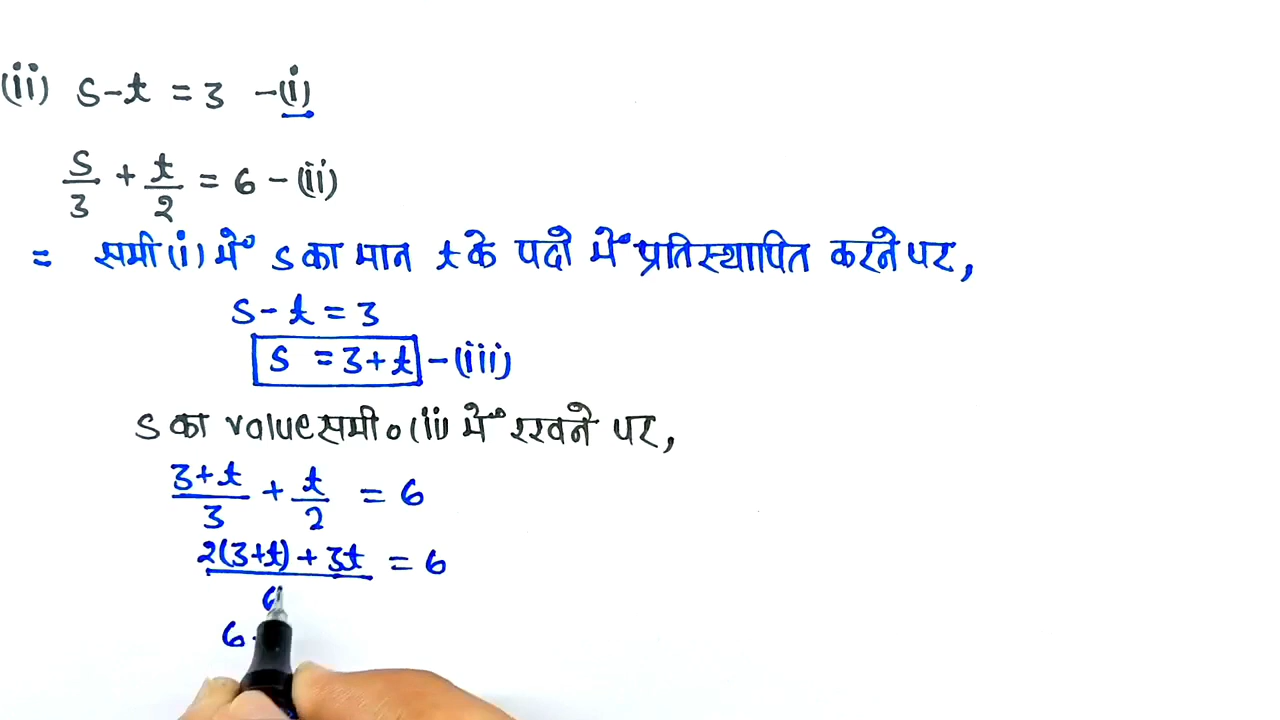 (ii) s-t = 3 -(i)
s/3 + t/2 = 6 -(ii)
= समी (i) में s का मान t के पदो में प्रतिस्थापित करने पर,
s-t = 3
s = 3+t -(iii)
s का value समी० (ii) में रखने पर,
3+t/3 + t/2 = 6
2(3+t) + 3t/6 = 6
6